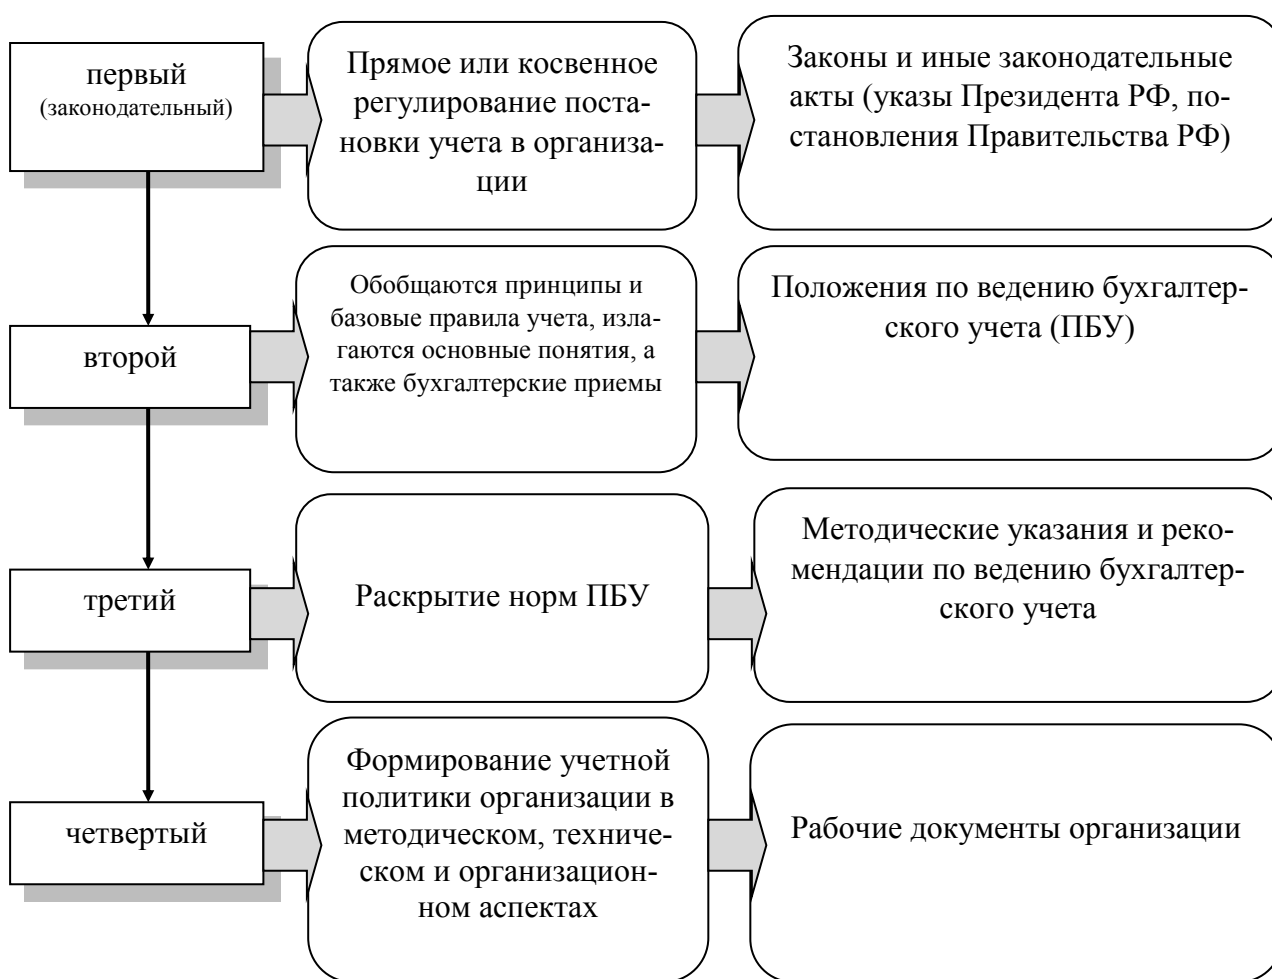 первый
(законодательный)
Прямое или косвенное
регулирование поста-
новки учета в организа-
ции
Законы и иные законодательные
акты (указы Президента РФ, по-
становления Правительства РФ)
второй
Обобщаются принципы и
базовые правила учета, изла-
гаются основные понятия, а
также бухгалтерские приемы
Положения по ведению бухгалтер-
ского учета (ПБУ)
третий
Раскрытие норм ПБУ
Методические указания и реко-
мендации по ведению бухгалтер-
ского учета
четвертый
Формирование учетной
политики организации в
методическом, техниче-
ском и организацион-
ном аспектах
Рабочие документы организации